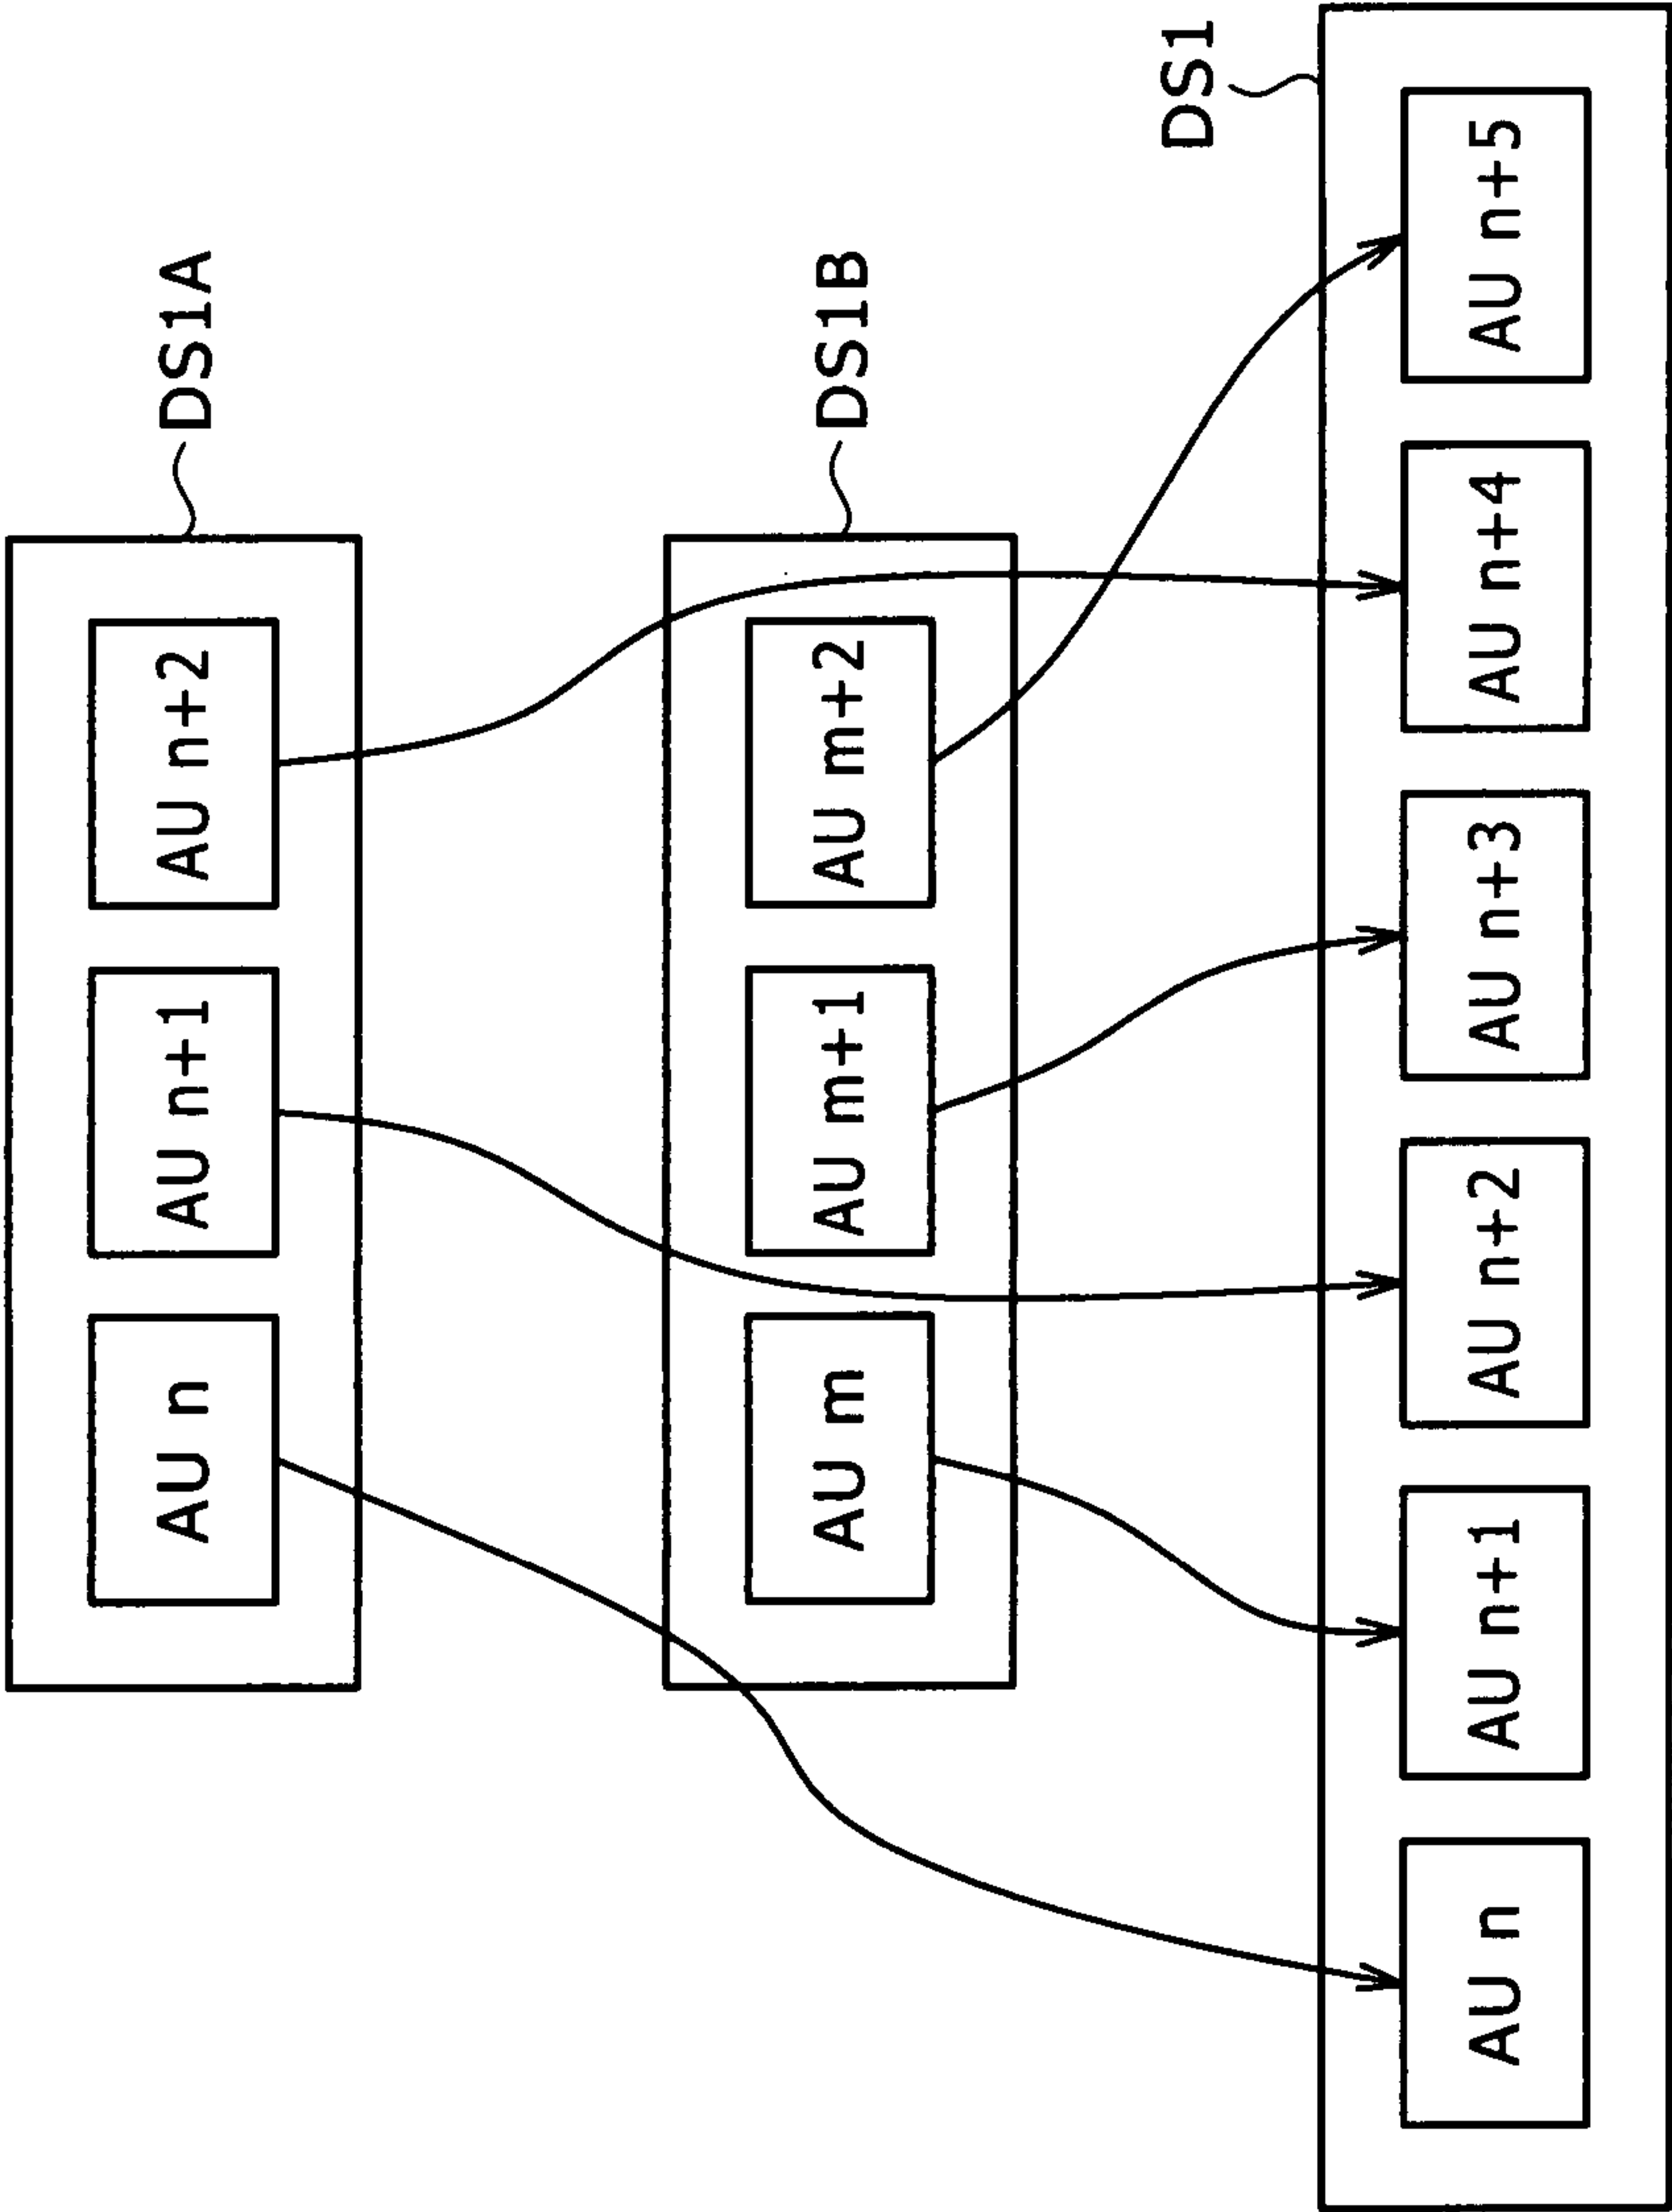 DS1A
AU n
AU n+1
AU n+2
DS1B
AU m
AU m+1
AU m+2
DS1
AU n
AU n+1
AU n+2
AU n+3
AU n+4
AU n+5